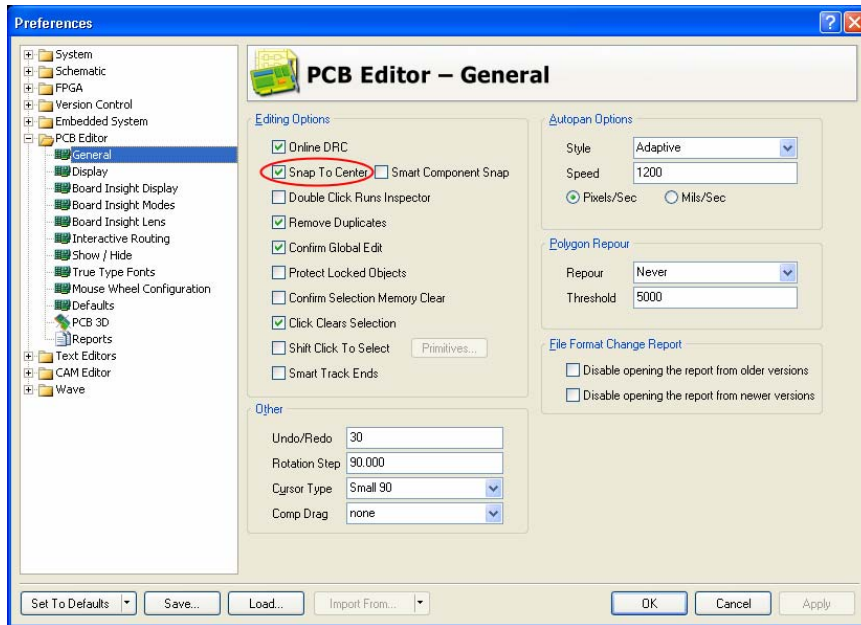 Preferences
System
Schematic
FPGA
Version Control
Embedded System
PCB Editor
General
Display
Board Insight Display
Board Insight Modes
Board Insight Lens
Interactive Routing
Show / Hide
True Type Fonts
Mouse Wheel Configuration
Defaults
PCB 3D
Reports
Text Editors
CAM Editor
Wave
PCB Editor – General
Editing Options
Online DRC
Snap To Center Smart Component Snap
Double Click Runs Inspector
Remove Duplicates
Confirm Global Edit
Protect Locked Objects
Confirm Selection Memory Clear
Click Clears Selection
Shift Click To Select Primitives...
Smart Track Ends
Other
Undo/Redo 30
Rotation Step 90.000
Cursor Type Small 90
Comp Drag none
Autopan Options
Style Adaptive
Speed 1200
Pixels/Sec Mils/Sec
Polygon Repour
Repour Never
Threshold 5000
File Format Change Report
Disable opening the report from older versions
Disable opening the report from newer versions
Set To Defaults Save... Load... Import From... OK Cancel Apply